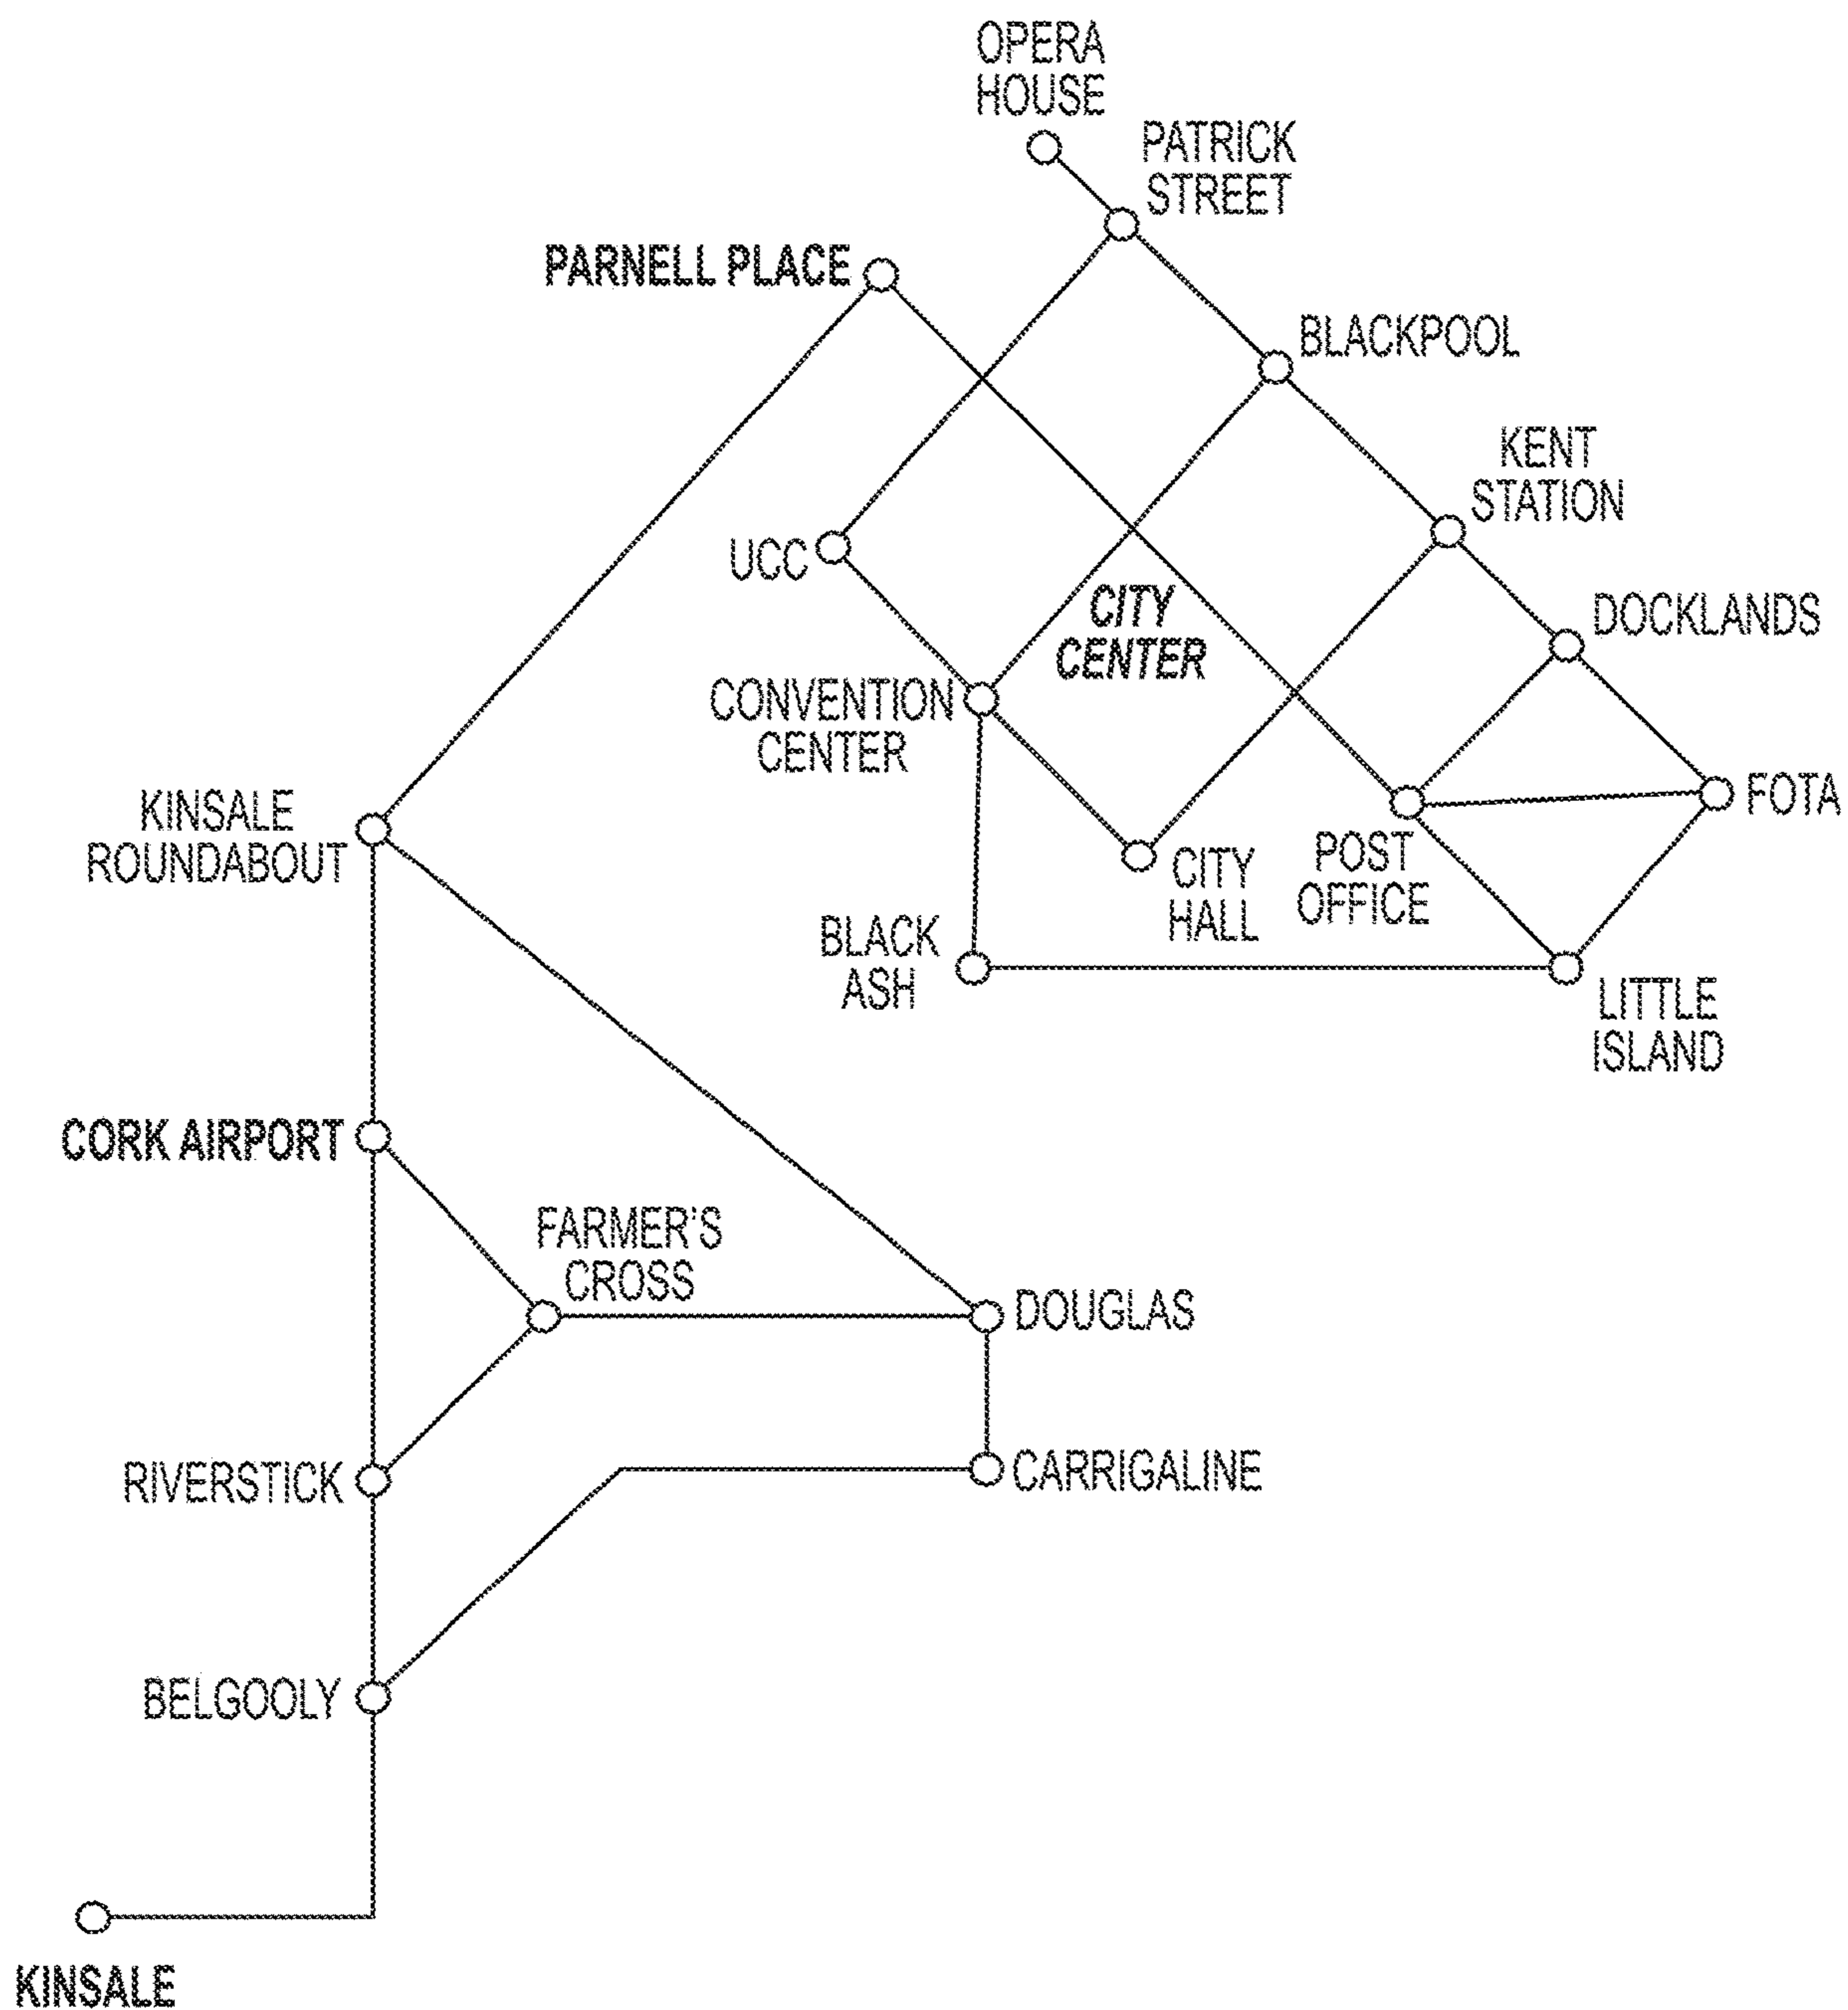 OPERA
HOUSE
PATRICK
STREET
PARNELL PLACE
BLACKPOOL
KENT
STATION
UCC
CITY
CENTER
DOCKLANDS
CONVENTION
CENTER
FOTA
KINSALE
ROUNDABOUT
POST
OFFICE
CITY
HALL
BLACK
ASH
LITTLE
ISLAND
CORK AIRPORT
FARMER'S
CROSS
DOUGLAS
RIVERSTICK
CARRIGALINE
BELGOOLY
KINSALE